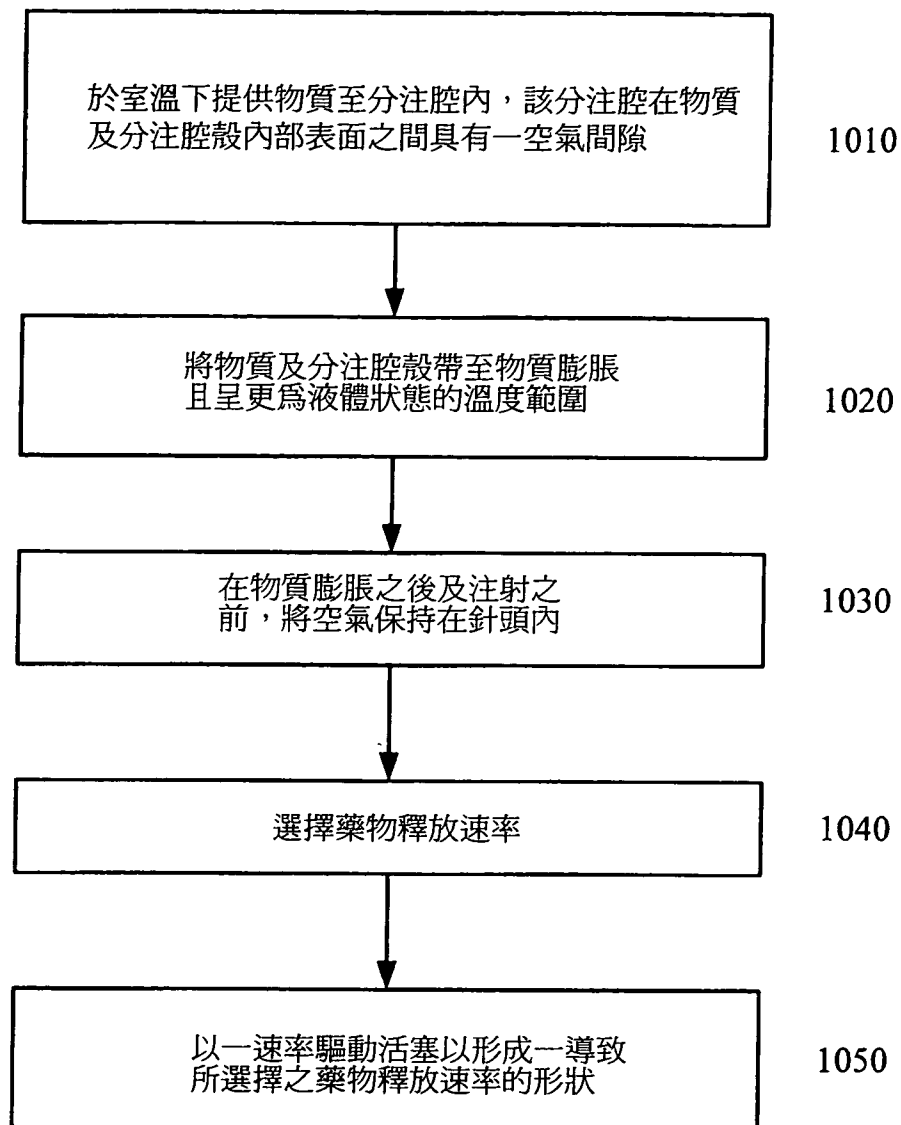 於室溫下提供物質至分注腔內，該分注腔在物質
及分注腔殼內部表面之間具有一空氣間隙
1010
將物質及分注腔殼帶至物質膨脹
且呈更爲液體狀態的溫度範圍
1020
在物質膨脹之後及注射之
前，將空氣保持在針頭內
1030
選擇藥物釋放速率
1040
以一速率驅動活塞以形成一導致
所選擇之藥物釋放速率的形狀
1050